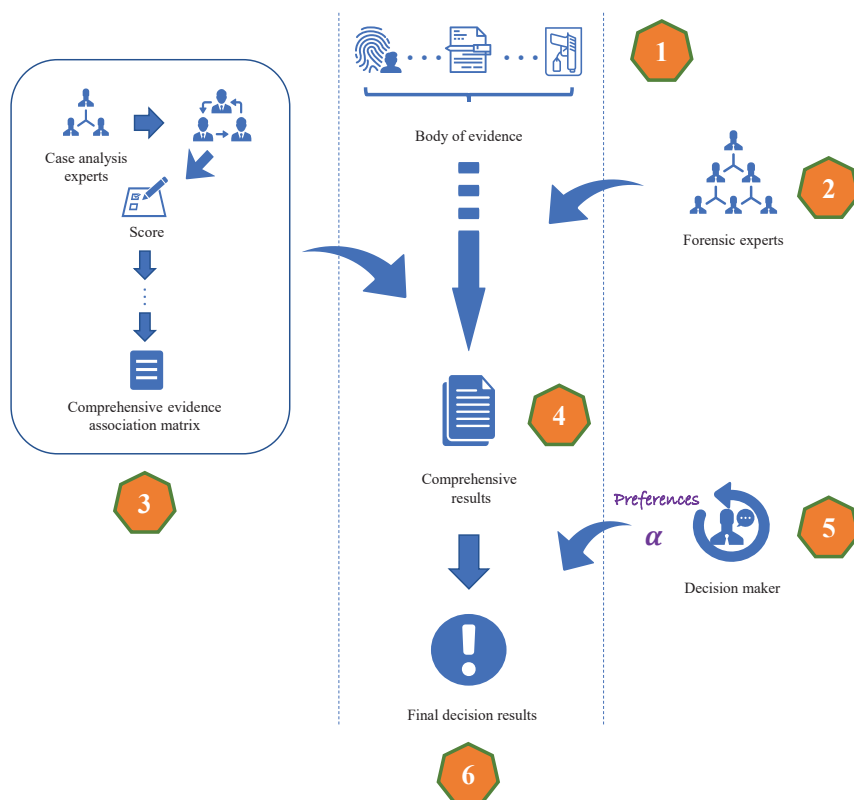 1
Body of evidence
Case analysis
experts
Score
2
Forensic experts
Comprehensive evidence
association matrix
3
4
Comprehensive
results
Preferences
α
5
Decision maker
Final decision results
6